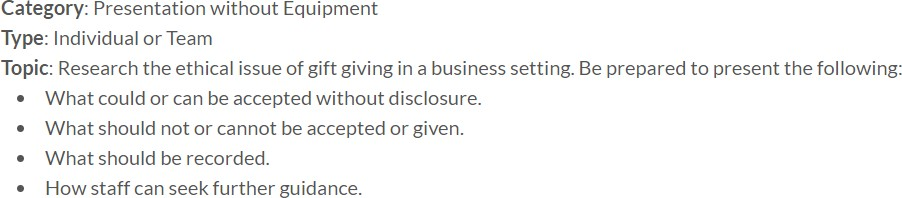 Category: Presentation without Equipment
Type: Individual or Team
Topic: Research the ethical issue of gift giving in a business setting. Be prepared to present the following:
• What could or can be accepted without disclosure.
• What should not or cannot be accepted or given.
• What should be recorded.
• How staff can seek further guidance.